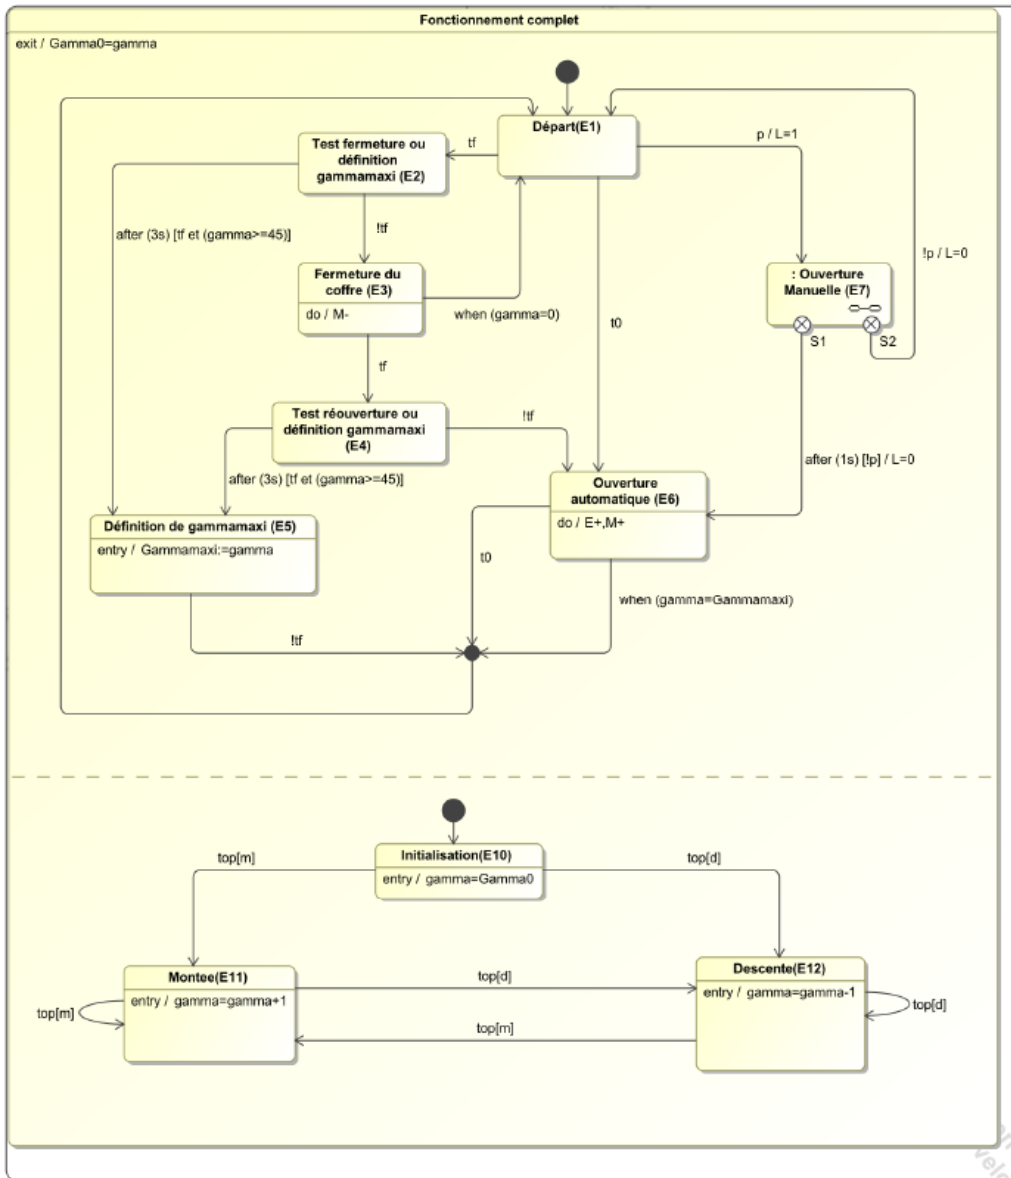 Fonctionnement complet
exit / Gamma0=gamma
Départ(E1)
p / L=1
tf
Test fermeture ou
définition
gammamaxi (E2)
after (3s) [tf et (gamma>=45)]
!tf
!p / L=0
Fermeture du
coffre (E3)
do / M-
when (gamma=0)
t0
: Ouverture
Manuelle (E7)
S1
S2
tf
Test réouverture ou
définition gammamaxi
(E4)
!tf
after (3s) [tf et (gamma>=45)]
after (1s) [!p] / L=0
Ouverture
automatique (E6)
do / E+,M+
Définition de gammamaxi (E5)
entry / Gammamaxi:=gamma
t0
when (gamma=Gammamaxi)
!tf
Initialisation(E10)
entry / gamma=Gamma0
top[m]
top[d]
Montee(E11)
entry / gamma=gamma+1
top[m]
top[d]
top[m]
Descente(E12)
entry / gamma=gamma-1
top[d]